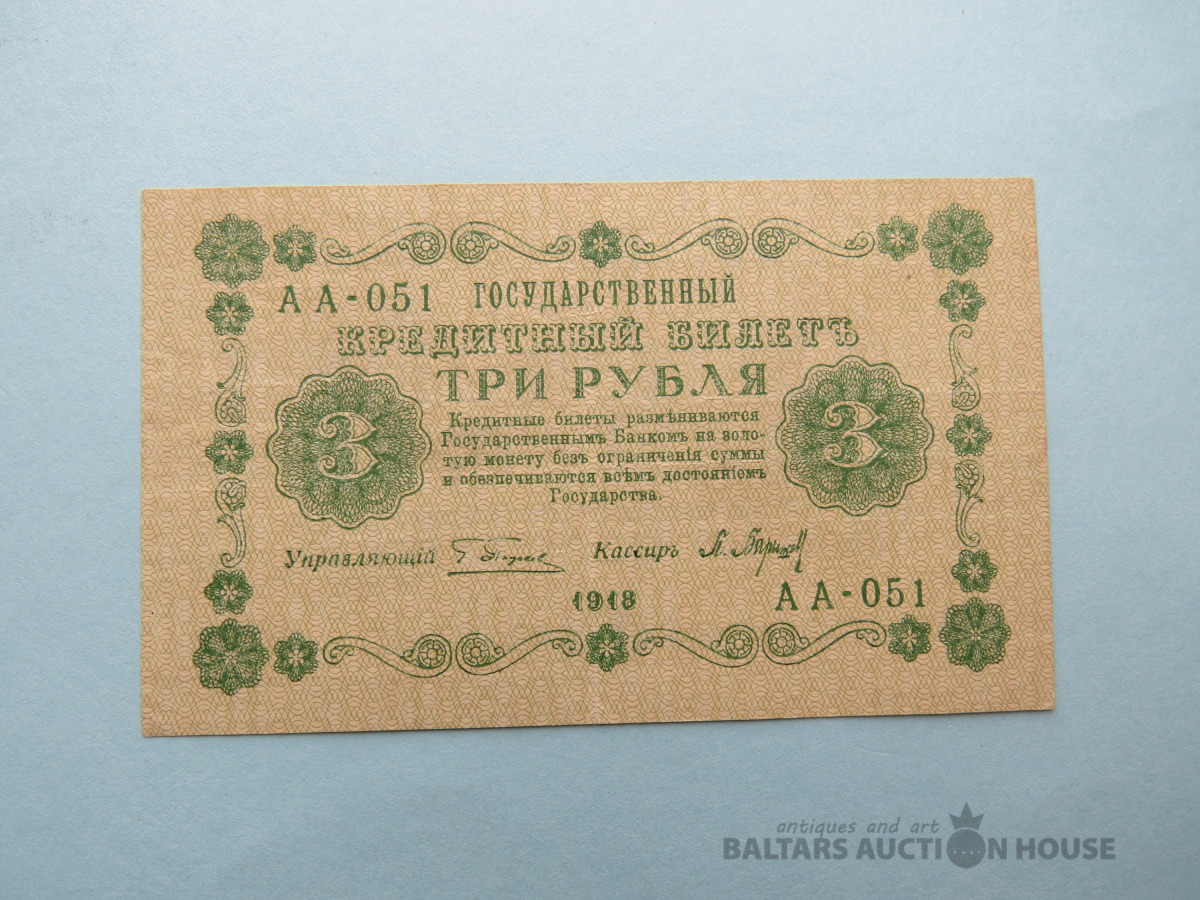 АА-051 ГОСУДАРСТВЕННЫЙ
КРЕДИТНЫЙ БИЛЕТЪ
ТРИ РУБЛЯ
3
3
Кредитные билеты размѣниваются
Государственнымъ Банкомъ на золо-
тую монету безъ ограниченія суммы
и обезпечиваются всѣмъ достояніемъ
Государства.
Управляющій Кассиръ
1918 АА-051
antiques and art
BALTARS AUCTION HOUSE